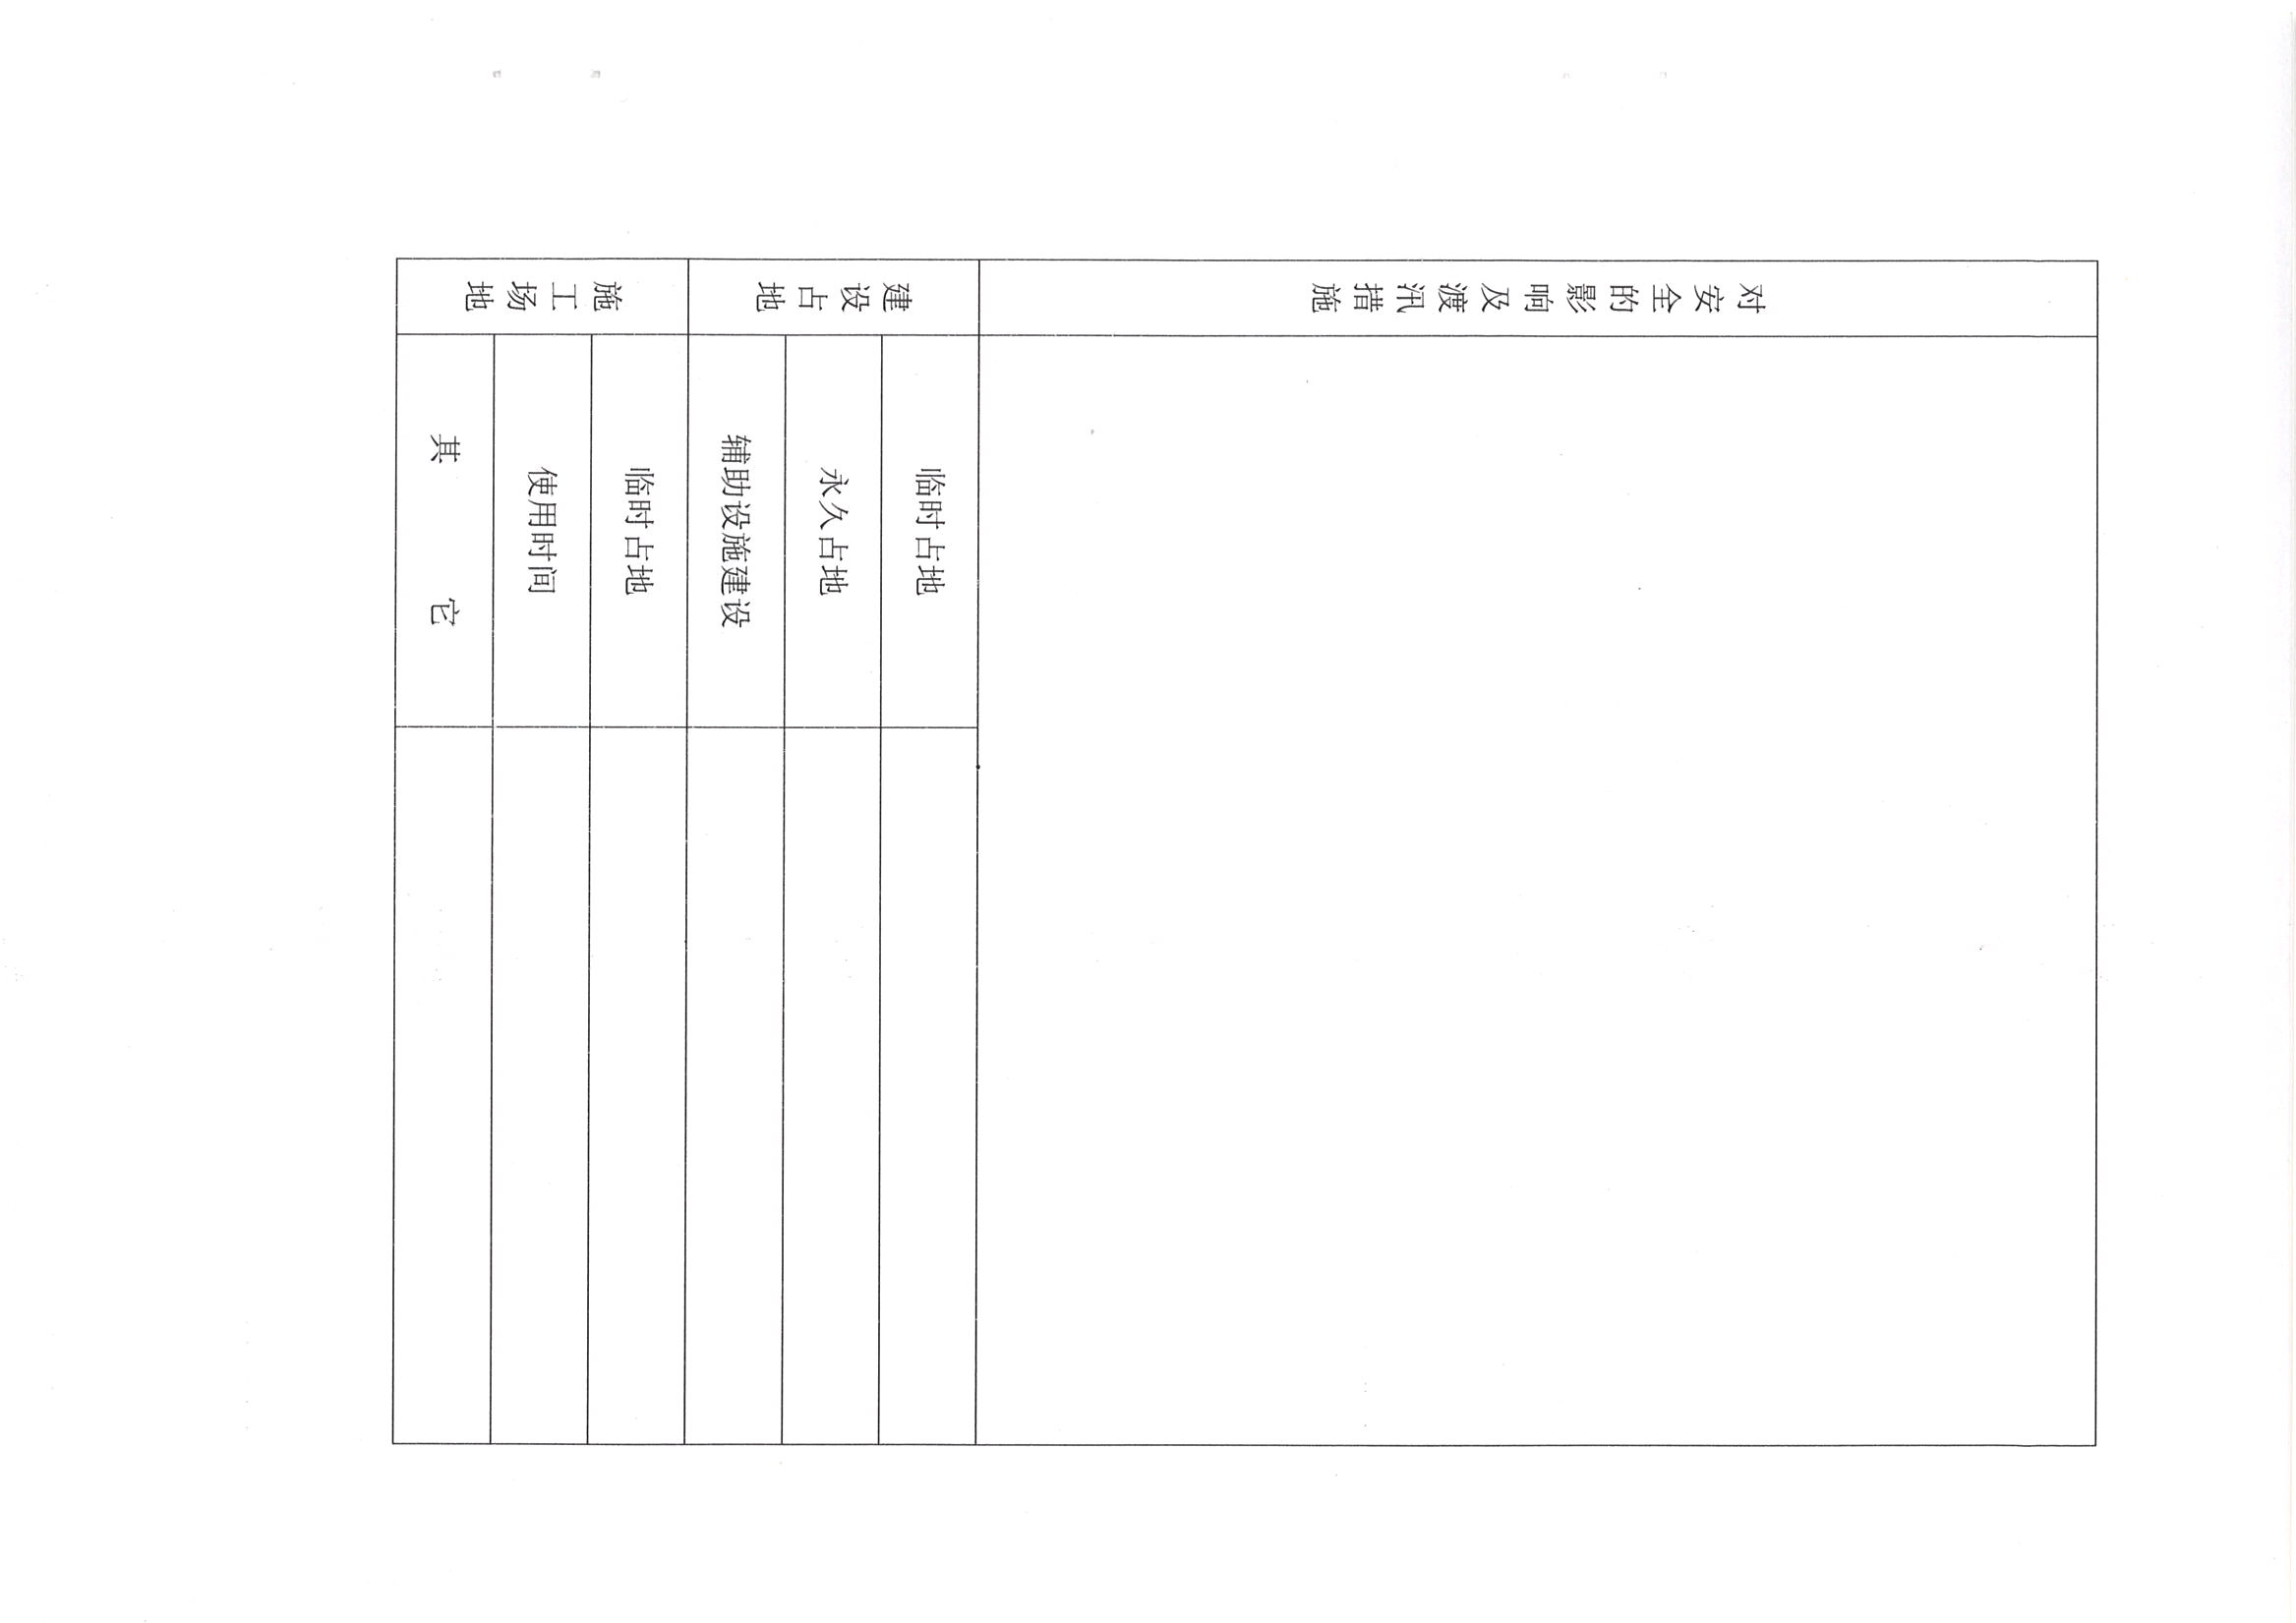 对安全的影响及渡汛措施
建设占地
临时占地
永久占地
辅助设施建设
施工场地
临时占地
使用时间
其 它